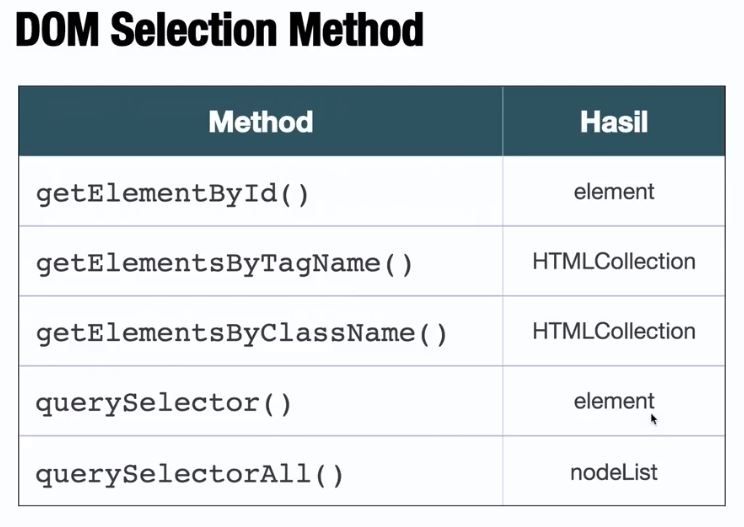 DOM Selection Method
Method Hasil
getElementById() element
getElementsByTagName() HTMLCollection
getElementsByClassName() HTMLCollection
querySelector() element
querySelectorAll() nodeList